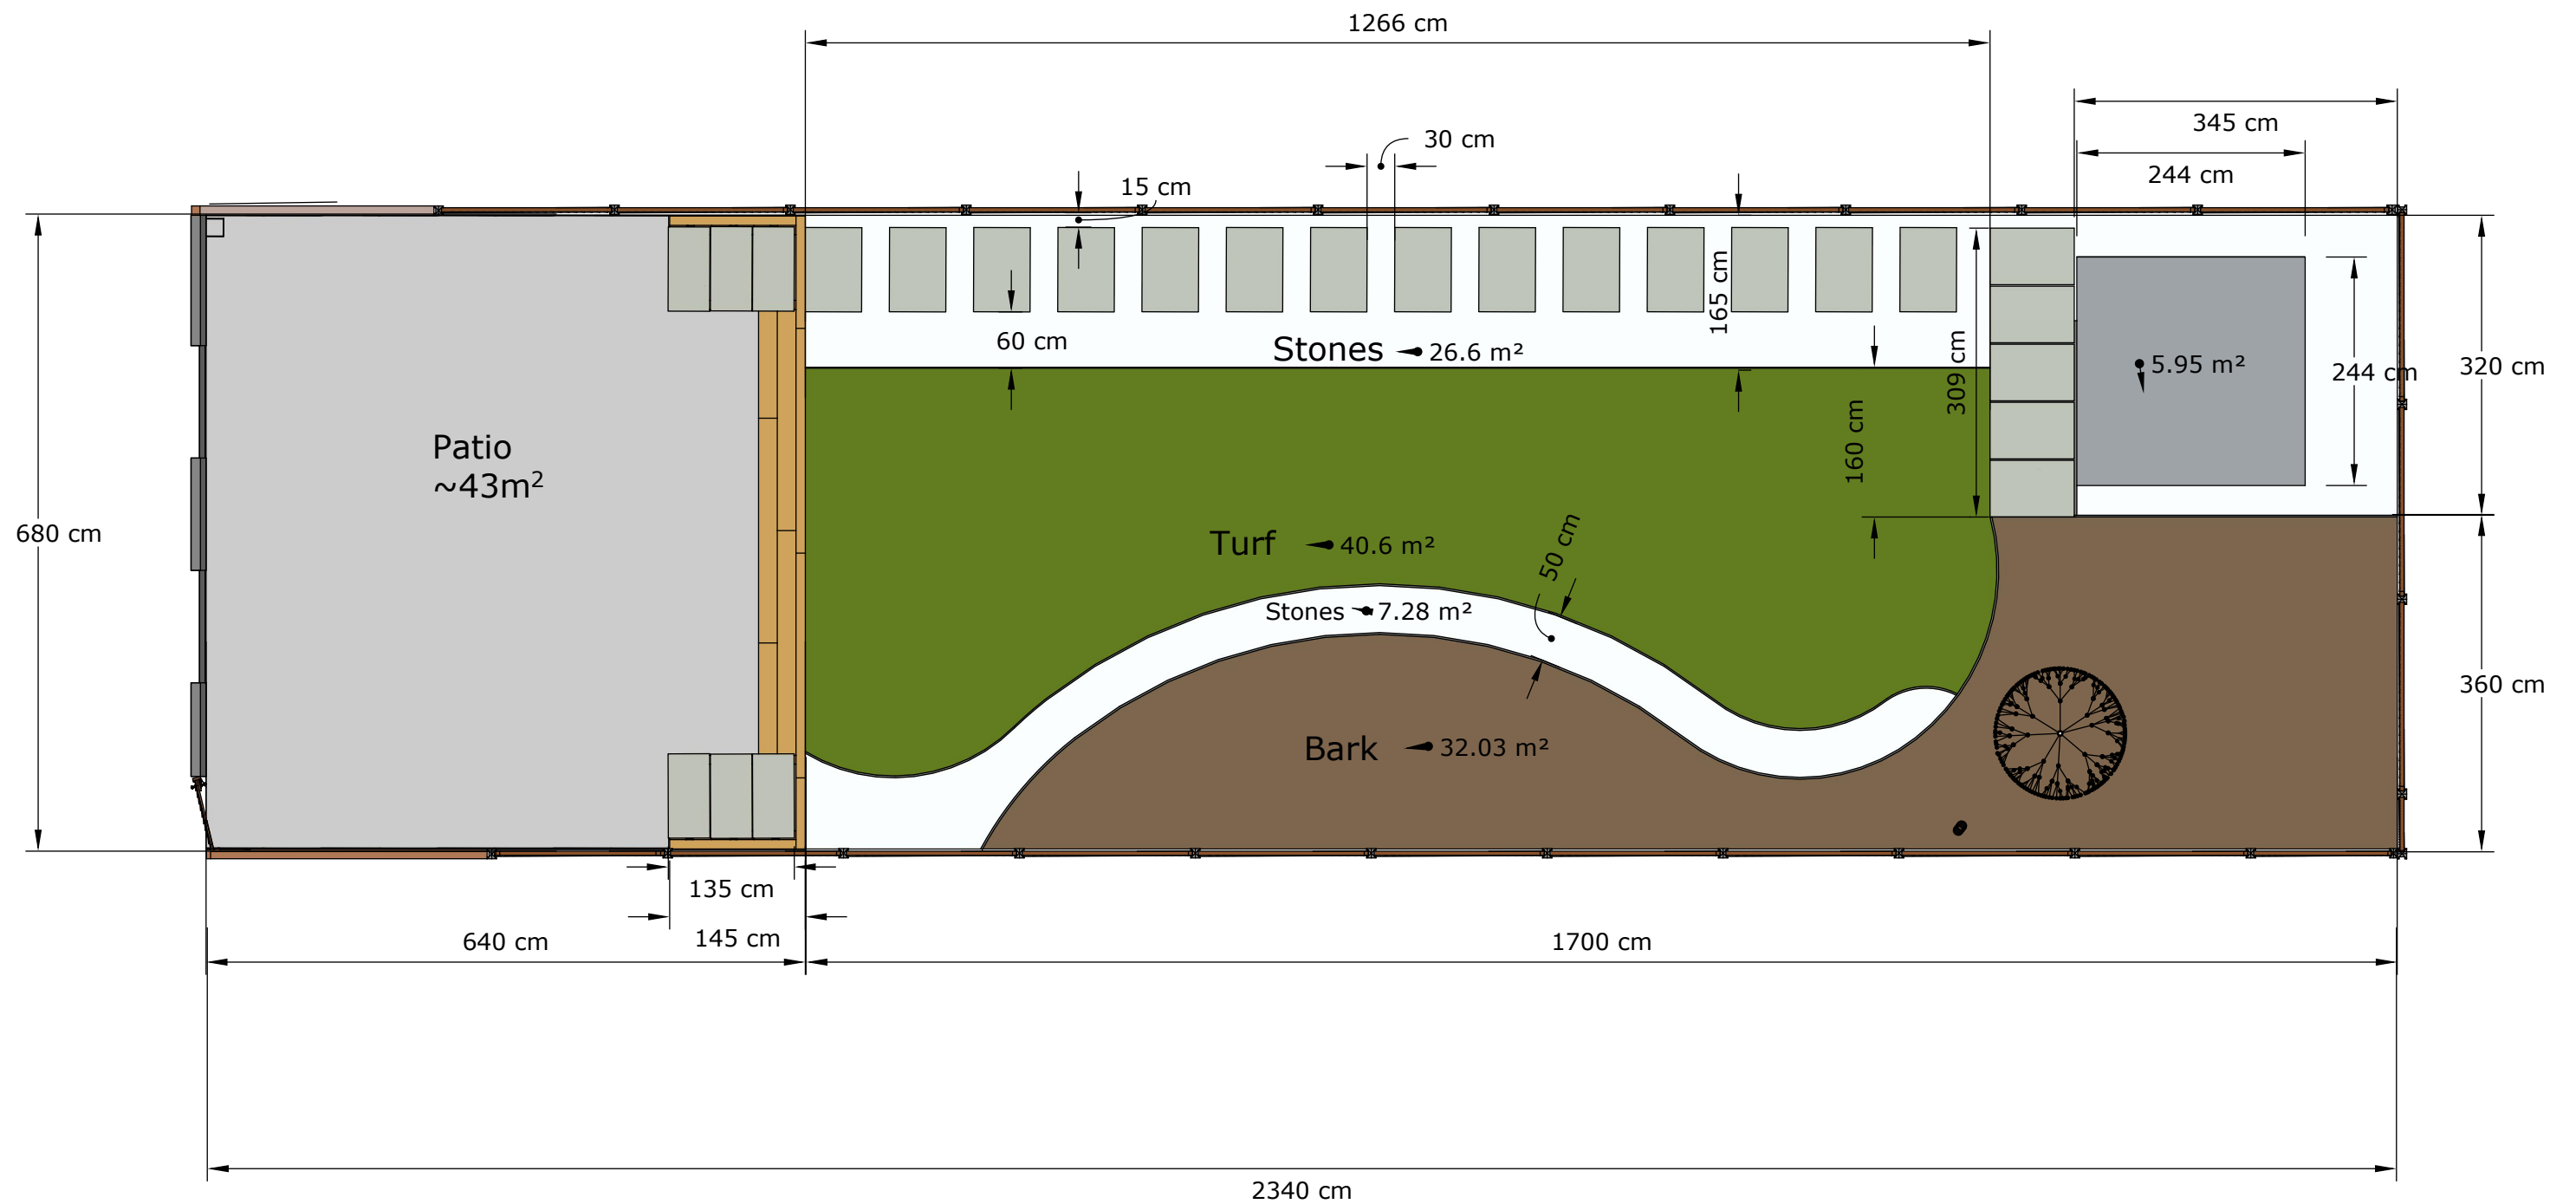 1266 cm
345 cm
30 cm
244 cm
15 cm
165 cm
60 cm
Stones 26.6 m²
309 cm
5.95 m²
244 cm
320 cm
160 cm
Patio
~43m²
680 cm
Turf 40.6 m²
50 cm
Stones 7.28 m²
360 cm
Bark 32.03 m²
135 cm
640 cm
145 cm
1700 cm
2340 cm